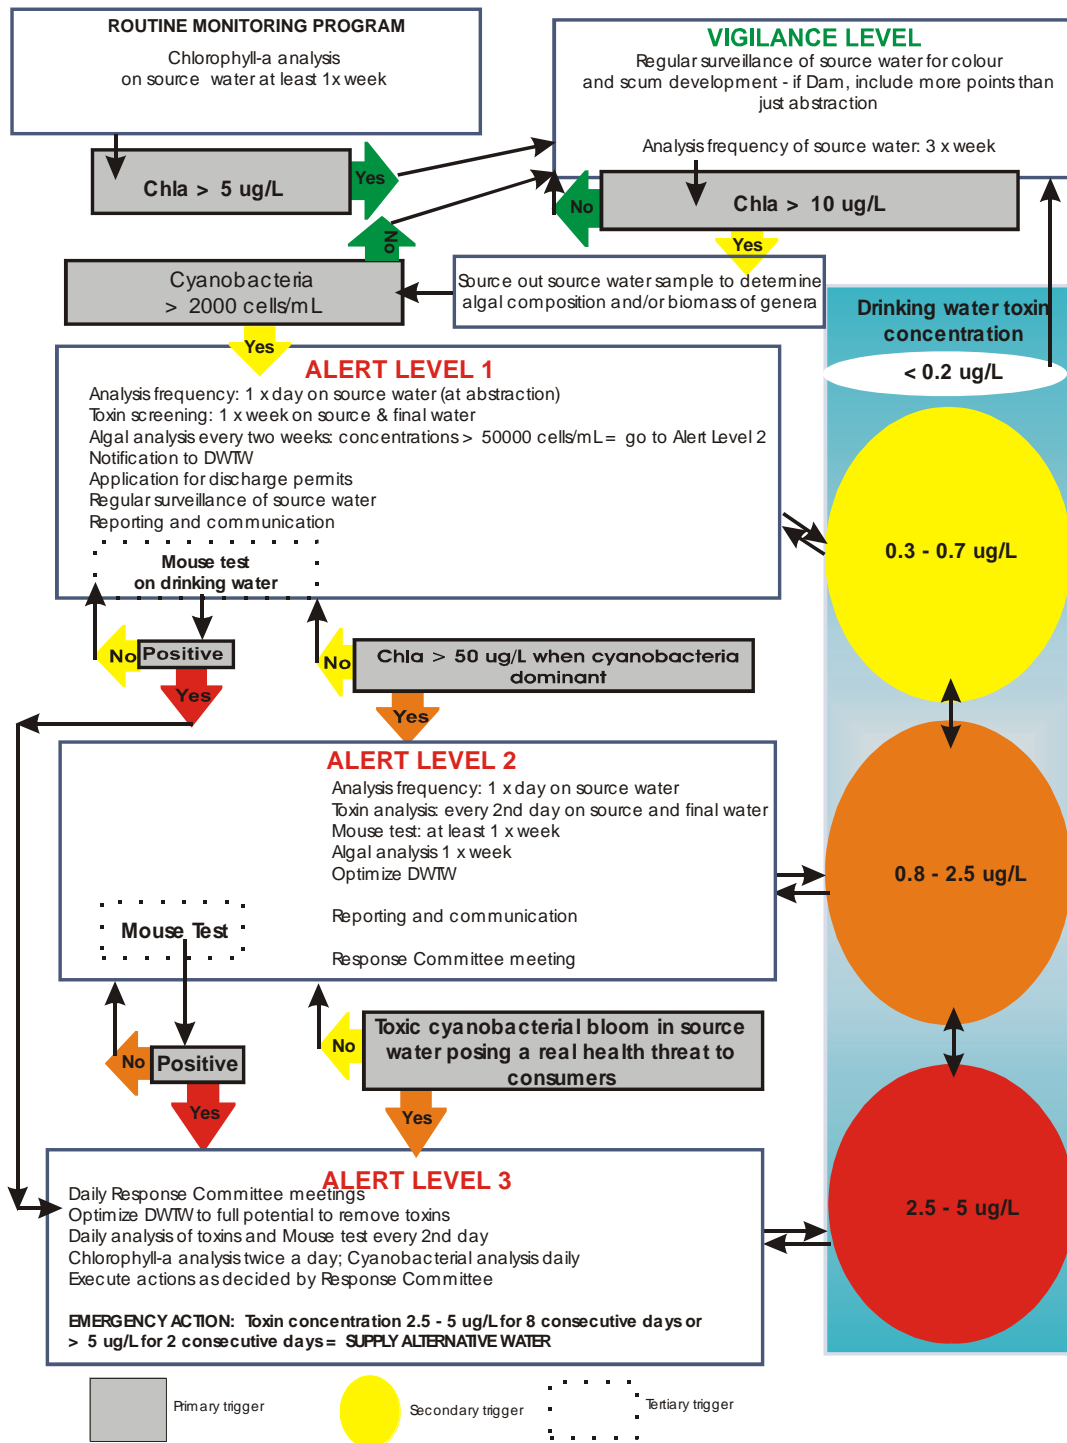 ROUTINE MONITORING PROGRAM
Chlorophyll-a analysis
on source water at least 1x week
Chla > 5 ug/L
Yes
VIGILANCE LEVEL
Regular surveillance of source water for colour
and scum development - if Dam, include more points than
just abstraction
Analysis frequency of source water: 3 x week
No
Chla > 10 ug/L
Yes
No
Cyanobacteria
> 2000 cells/mL
Source out source water sample to determine
algal composition and/or biomass of genera
Yes
Drinking water toxin
concentration
< 0.2 ug/L
0.3 - 0.7 ug/L
0.8 - 2.5 ug/L
2.5 - 5 ug/L
ALERT LEVEL 1
Analysis frequency: 1 x day on source water (at abstraction)
Toxin screening: 1 x week on source & final water
Algal analysis every two weeks: concentrations > 50000 cells/mL = go to Alert Level 2
Notification to DWTW
Application for discharge permits
Regular surveillance of source water
Reporting and communication
Mouse test
on drinking water
No
Positive
Yes
No
Chla > 50 ug/L when cyanobacteria
dominant
Yes
ALERT LEVEL 2
Analysis frequency: 1 x day on source water
Toxin analysis: every 2nd day on source and final water
Mouse test: at least 1 x week
Algal analysis 1 x week
Optimize DWTW
Reporting and communication
Response Committee meeting
Mouse Test
No
Positive
Yes
No
Toxic cyanobacterial bloom in source
water posing a real health threat to
consumers
Yes
ALERT LEVEL 3
Daily Response Committee meetings
Optimize DWTW to full potential to remove toxins
Daily analysis of toxins and Mouse test every 2nd day
Chlorophyll-a analysis twice a day; Cyanobacterial analysis daily
Execute actions as decided by Response Committee
EMERGENCY ACTION: Toxin concentration 2.5 - 5 ug/L for 8 consecutive days or
> 5 ug/L for 2 consecutive days = SUPPLY ALTERNATIVE WATER
Primary trigger
Secondary trigger
Tertiary trigger